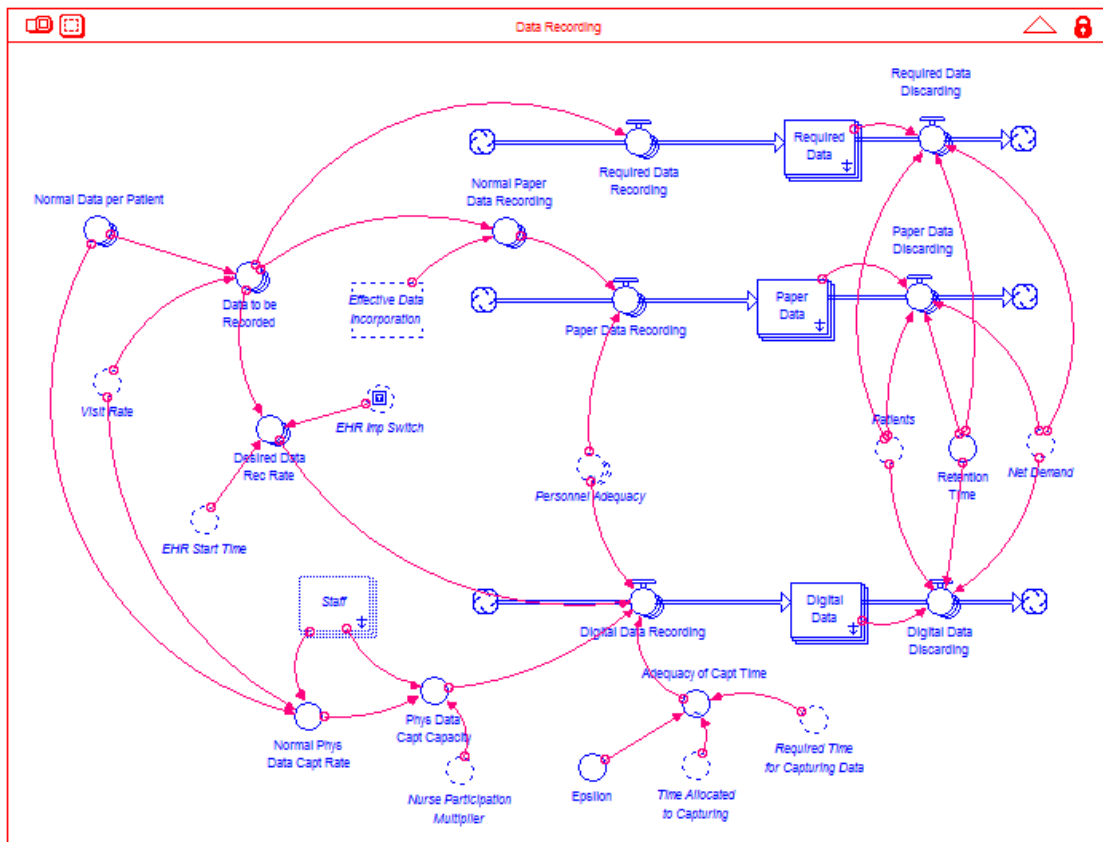 Data Recording
Required Data
Discarding
Required
Data
Required Data
Recording
Normal Data per Patient
Normal Paper
Data Recording
Paper Data
Discarding
Data to be
Recorded
Effective Data
Incorporation
Paper Data Recording
Paper
Data
Visit Rate
EHR Imp Switch
Patients
Desired Data
Rec Rate
Personnel Adequacy
Retention
Time
Net Demand
EHR Start Time
Staff
Digital Data Recording
Digital
Data
Digital Data
Discarding
Adequacy of Capt Time
Phys Data
Capt Capacity
Normal Phys
Data Capt Rate
Required Time
for Capturing Data
Nurse Participation
Multiplier
Epsilon
Time Allocated
to Capturing